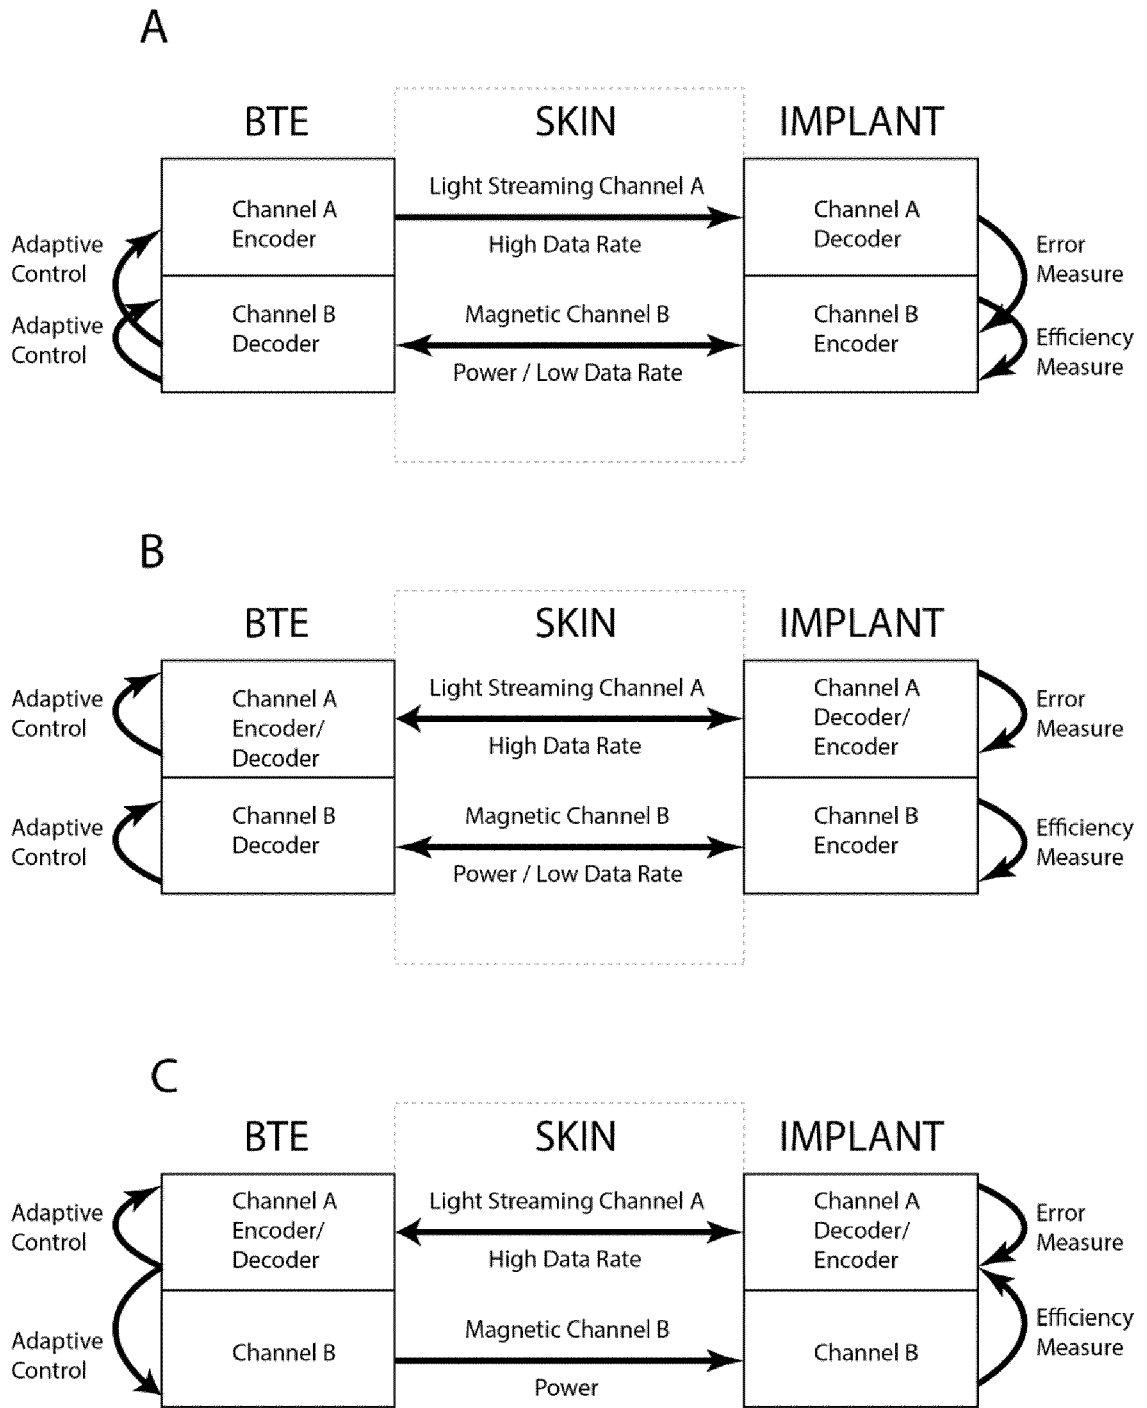 A
BTE
SKIN
IMPLANT
Adaptive
Control
Adaptive
Control
Channel A
Encoder
Channel B
Decoder
Light Streaming Channel A
High Data Rate
Magnetic Channel B
Power / Low Data Rate
Channel A
Decoder
Channel B
Encoder
Error
Measure
Efficiency
Measure
B
BTE
SKIN
IMPLANT
Adaptive
Control
Adaptive
Control
Channel A
Encoder/
Decoder
Channel B
Decoder
Light Streaming Channel A
High Data Rate
Magnetic Channel B
Power / Low Data Rate
Channel A
Decoder/
Encoder
Channel B
Encoder
Error
Measure
Efficiency
Measure
C
BTE
SKIN
IMPLANT
Adaptive
Control
Adaptive
Control
Channel A
Encoder/
Decoder
Channel B
Light Streaming Channel A
High Data Rate
Magnetic Channel B
Power
Channel A
Decoder/
Encoder
Channel B
Error
Measure
Efficiency
Measure